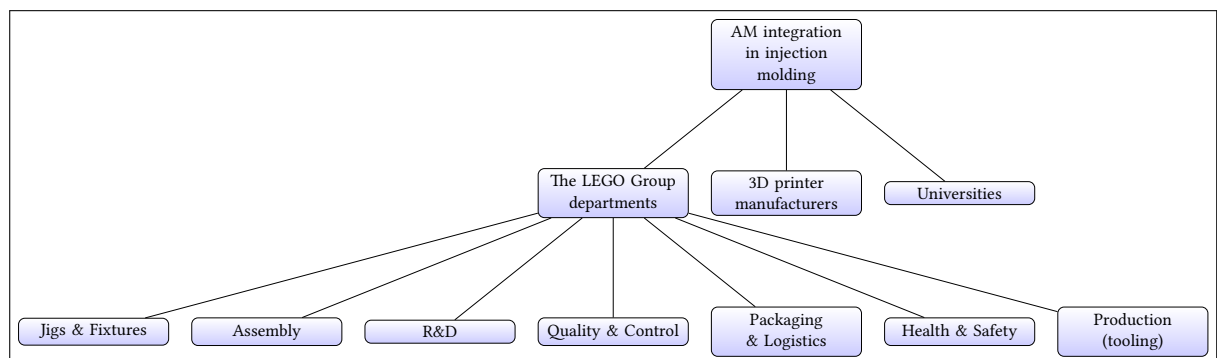 AM integration
in injection
molding
The LEGO Group
departments
3D printer
manufacturers
Universities
Jigs & Fixtures
Assembly
R&D
Quality & Control
Packaging
& Logistics
Health & Safety
Production
(tooling)